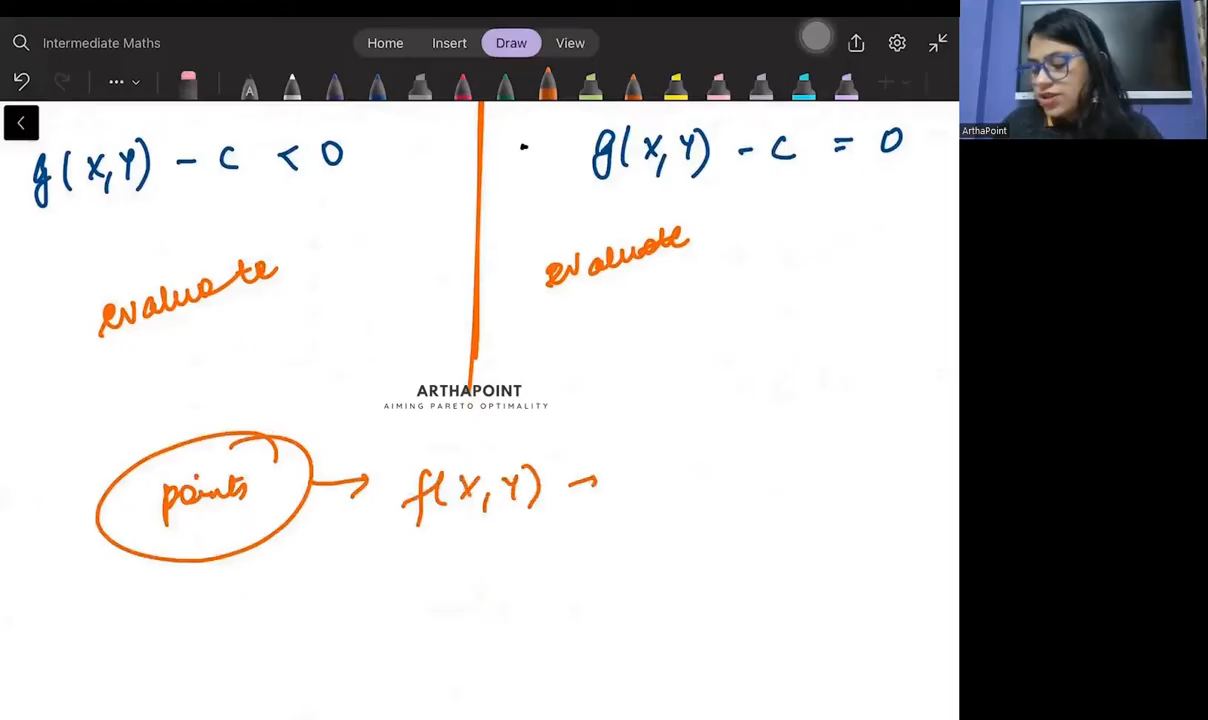 Intermediate Maths
Home Insert Draw View
A
ArthaPoint
g(X,Y) - c < 0
. g(X,Y) - c = 0
evaluate
evaluate
ARTHAPOINT
AIMING PARETO OPTIMALITY
points → f(X,Y) →